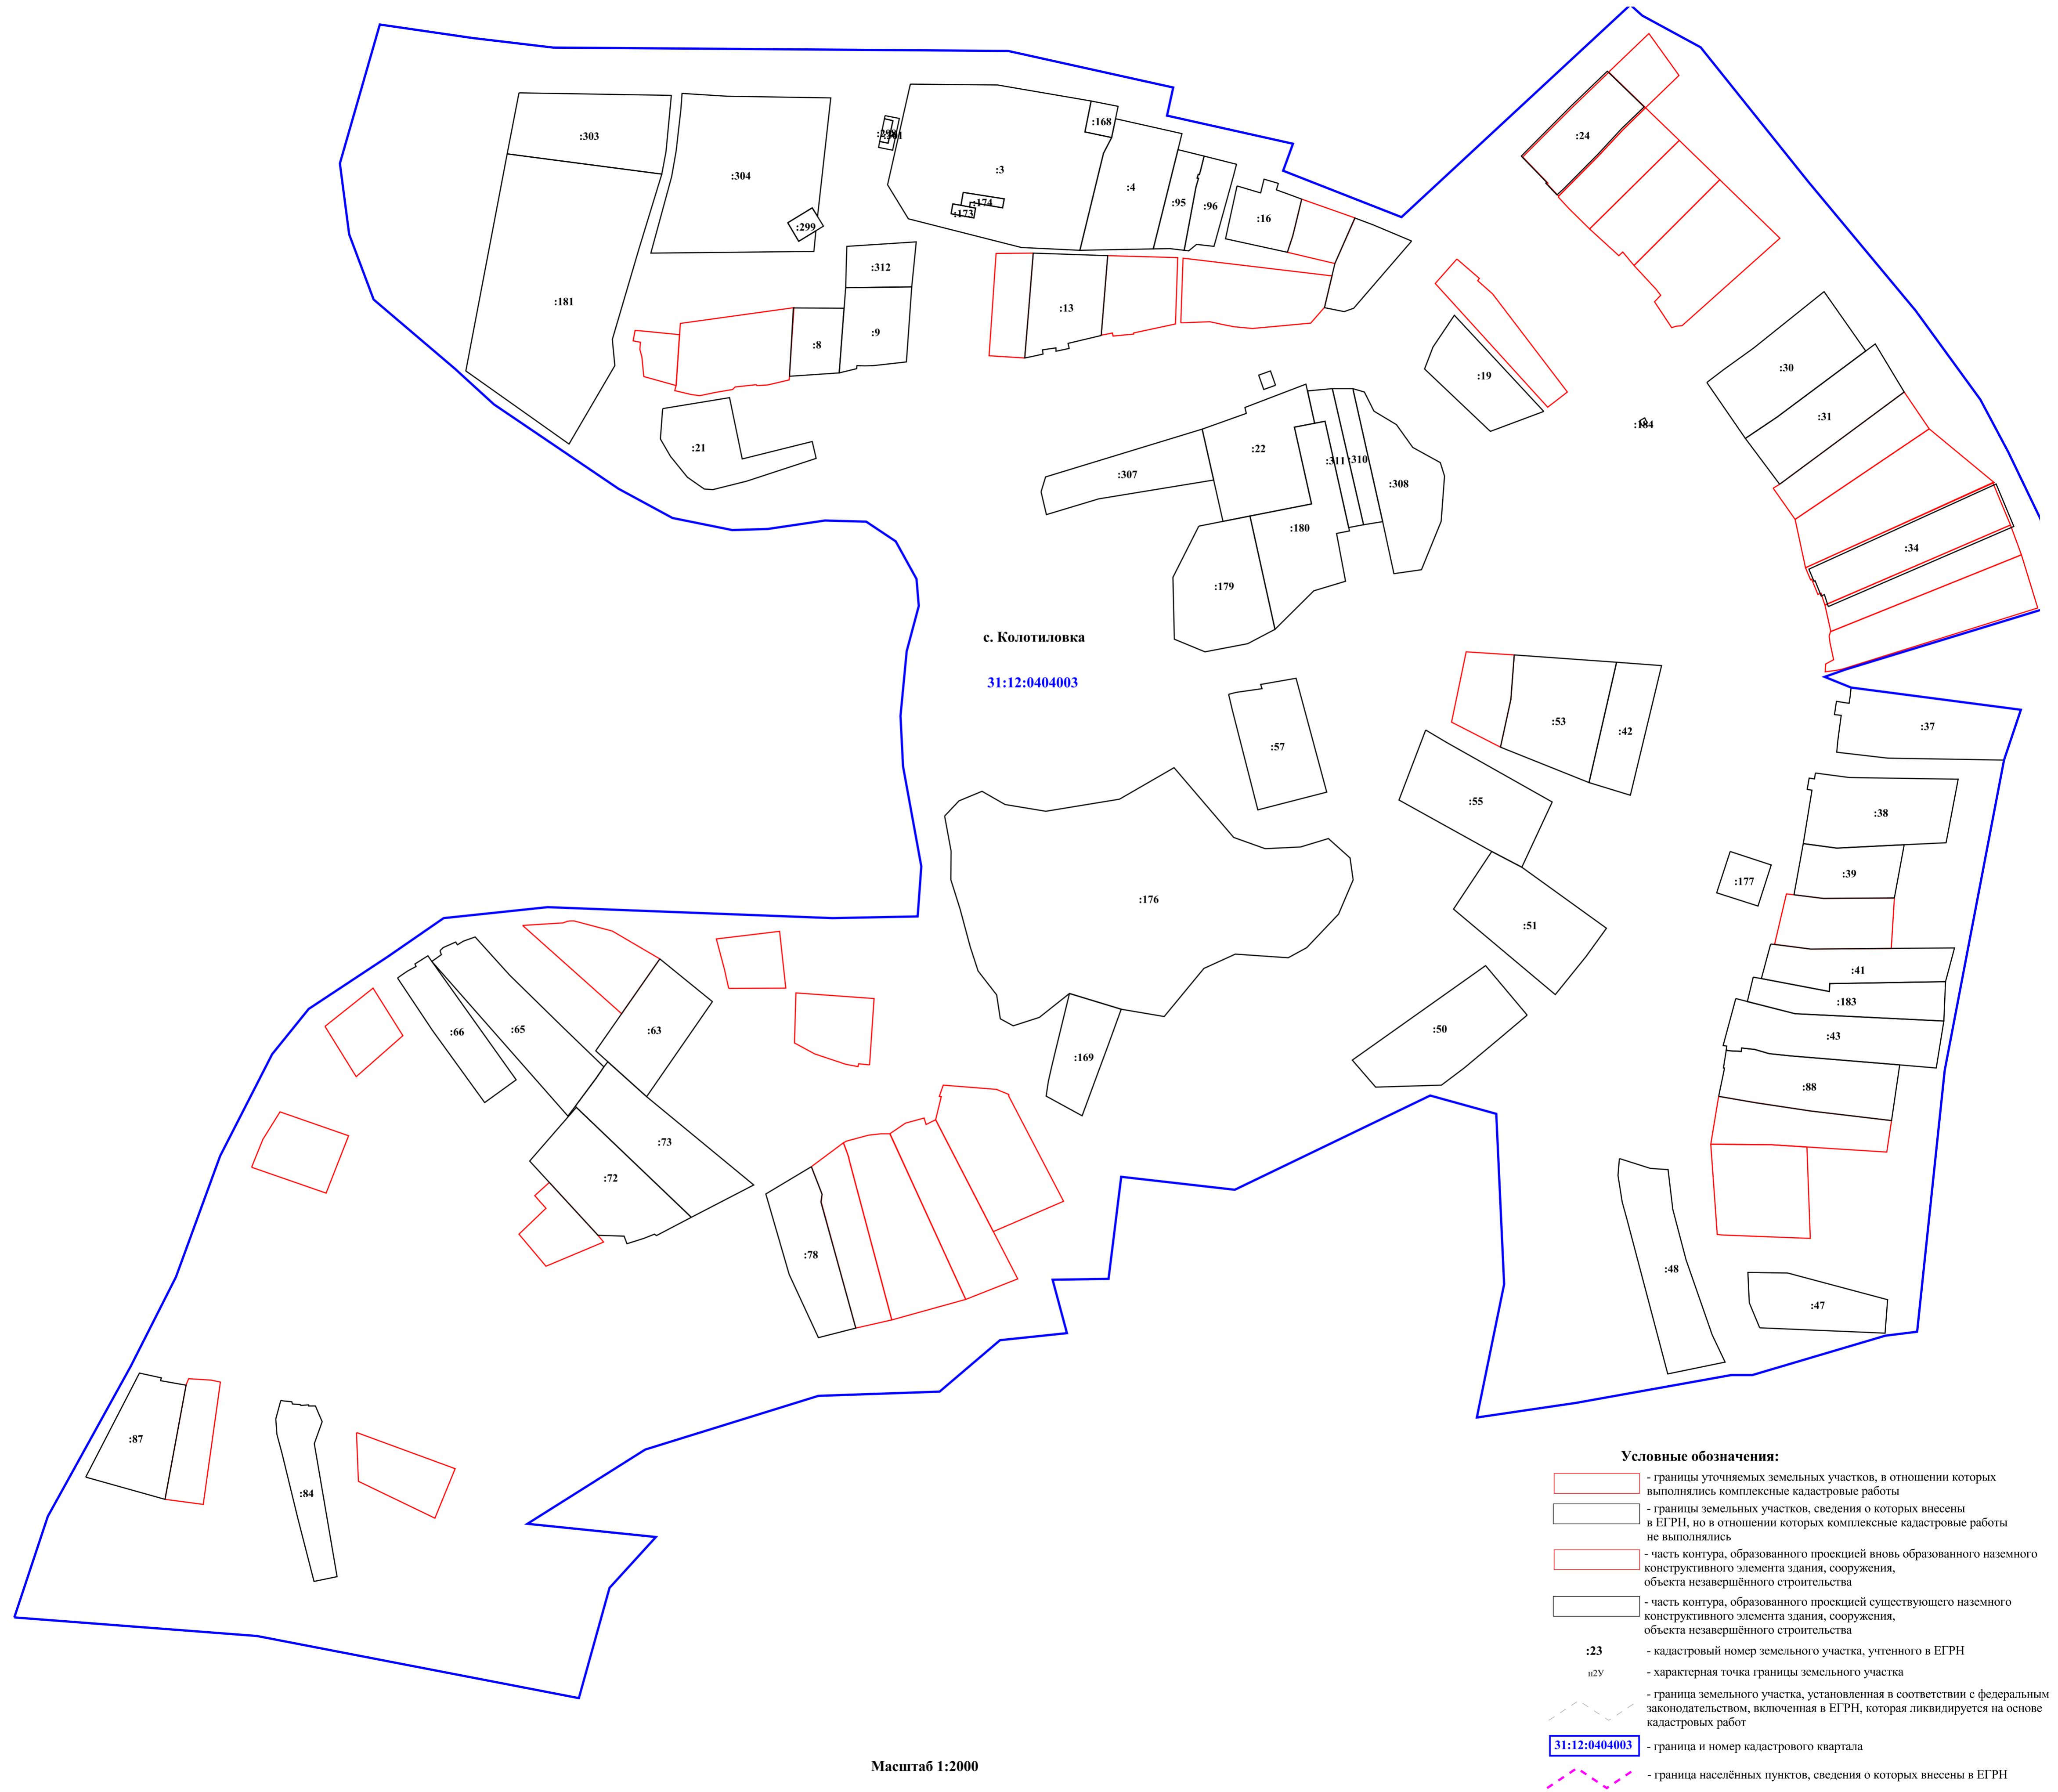 :303
:304
:168
:3
:24
:4
:174
:173
:95
:96
:16
:299
:181
:312
:13
:9
:8
:19
:30
:31
:184
:21
:22
:307
:311
:310
:308
:180
:34
:179
с. Колотиловка
31:12:0404003
:53
:42
:37
:57
:55
:38
:39
:177
:176
:51
:41
:183
:66
:65
:63
:50
:43
:169
:88
:73
:72
:78
:48
:47
:87
:84
Условные обозначения:
- границы уточняемых земельных участков, в отношении которых
выполнялись комплексные кадастровые работы
- границы земельных участков, сведения о которых внесены
в ЕГРН, но в отношении которых комплексные кадастровые работы
не выполнялись
- часть контура, образованного проекцией вновь образованного наземного
конструктивного элемента здания, сооружения,
объекта незавершённого строительства
- часть контура, образованного проекцией существующего наземного
конструктивного элемента здания, сооружения,
объекта незавершённого строительства
:23 - кадастровый номер земельного участка, учтенного в ЕГРН
н2У - характерная точка границы земельного участка
- граница земельного участка, установленная в соответствии с федеральным
законодательством, включенная в ЕГРН, которая ликвидируется на основе
кадастровых работ
31:12:0404003 - граница и номер кадастрового квартала
- граница населённых пунктов, сведения о которых внесены в ЕГРН
Масштаб 1:2000